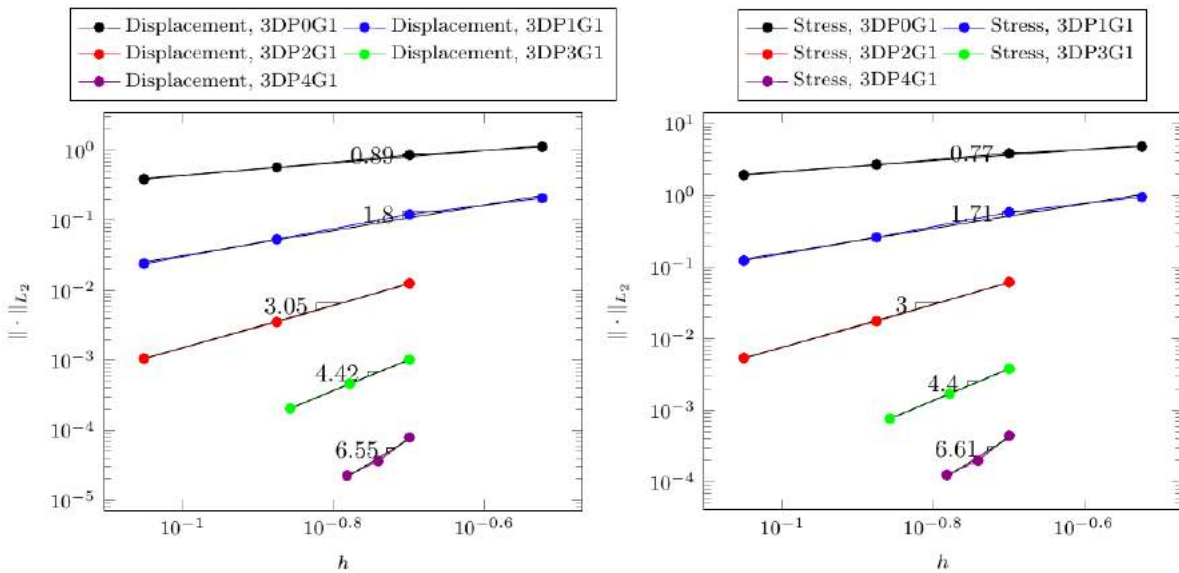 Displacement, 3DP0G1 Displacement, 3DP1G1
Displacement, 3DP2G1 Displacement, 3DP3G1
Displacement, 3DP4G1
10^0
10^{-1}
10^{-2}
10^{-3}
10^{-4}
10^{-5}
|| · ||_{L_2}
0.89
1.8
3.05
4.42
6.55
10^{-1} 10^{-0.8} 10^{-0.6}
h
Stress, 3DP0G1 Stress, 3DP1G1
Stress, 3DP2G1 Stress, 3DP3G1
Stress, 3DP4G1
10^1
10^0
10^{-1}
10^{-2}
10^{-3}
10^{-4}
|| · ||_{L_2}
0.77
1.71
3
4.4
6.61
10^{-1} 10^{-0.8} 10^{-0.6}
h